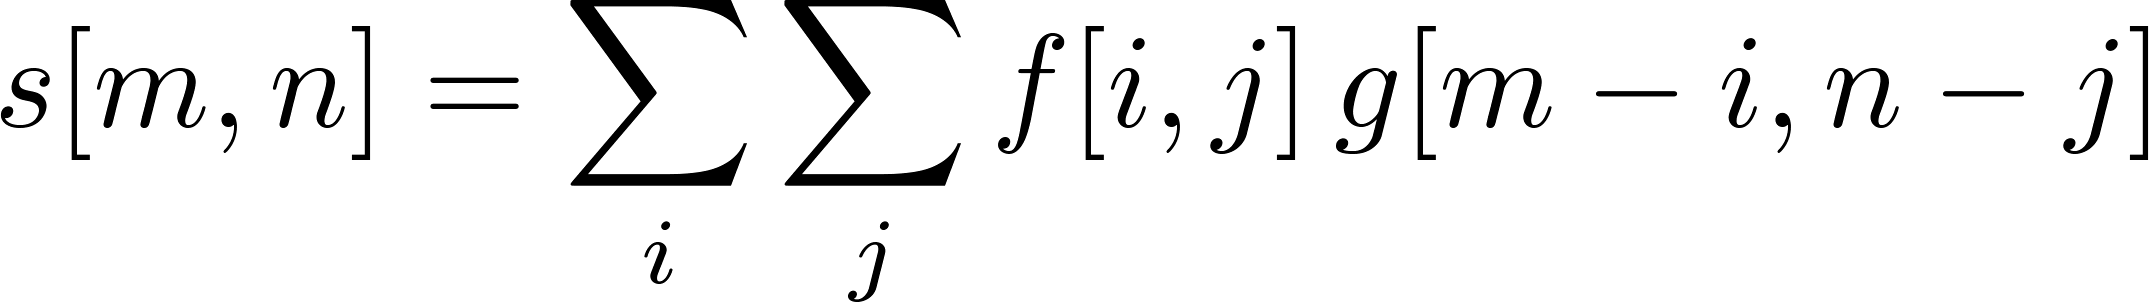 s[m, n] = ∑_i ∑_j f[i, j] g[m − i, n − j]